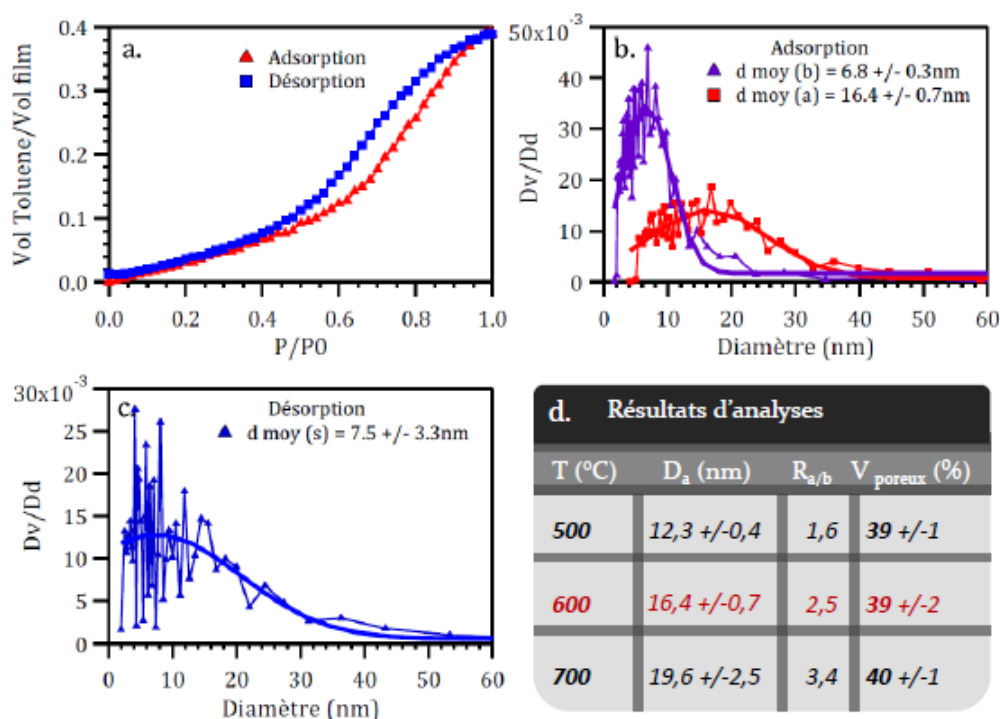 a.
Adsorption
Désorption
Vol Toluene/Vol film
0.4
0.3
0.2
0.1
0.0
0.0 0.2 0.4 0.6 0.8 1.0
P/P0
b.
Adsorption
d moy (b) = 6.8 +/- 0.3nm
d moy (a) = 16.4 +/- 0.7nm
Dv/Dd
50x10-3
40
30
20
10
0
0 10 20 30 40 50 60
Diamètre (nm)
c.
Désorption
d moy (s) = 7.5 +/- 3.3nm
Dv/Dd
30x10-3
25
20
15
10
5
0
0 10 20 30 40 50 60
Diamètre (nm)
d. Résultats d'analyses
T (°C) Da (nm) Ra/b V poreux (%)
500 12,3 +/-0,4 1,6 39 +/-1
600 16,4 +/-0,7 2,5 39 +/-2
700 19,6 +/-2,5 3,4 40 +/-1